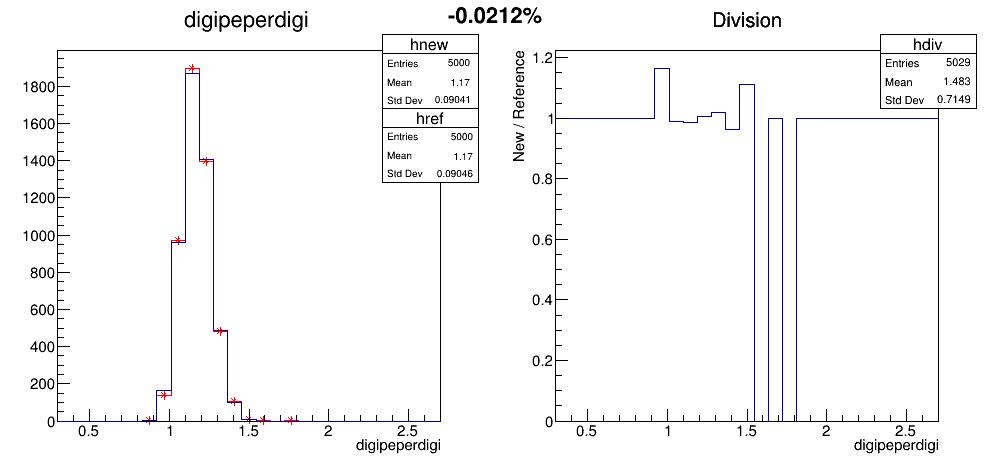 digipeperdigi
-0.0212%
Division
hnew
Entries 5000
Mean 1.17
Std Dev 0.09041
href
Entries 5000
Mean 1.17
Std Dev 0.09046
1800
1600
1400
1200
1000
800
600
400
200
0
0.5 1 1.5 2 2.5
digipeperdigi
hdiv
Entries 5029
Mean 1.483
Std Dev 0.7149
New / Reference
1.2
1
0.8
0.6
0.4
0.2
0
0.5 1 1.5 2 2.5
digipeperdigi